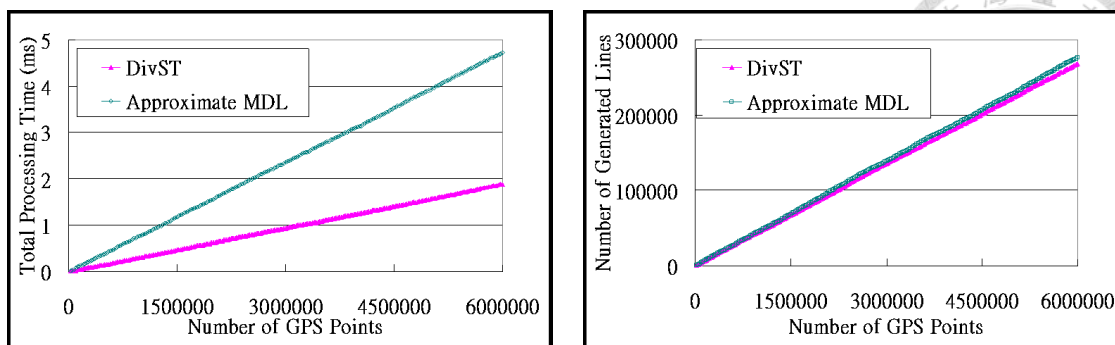 Total Processing Time (ms)
5
4
3
2
1
0
DivST
Approximate MDL
0 1500000 3000000 4500000 6000000
Number of GPS Points
Number of Generated Lines
300000
200000
100000
0
DivST
Approximate MDL
0 1500000 3000000 4500000 6000000
Number of GPS Points